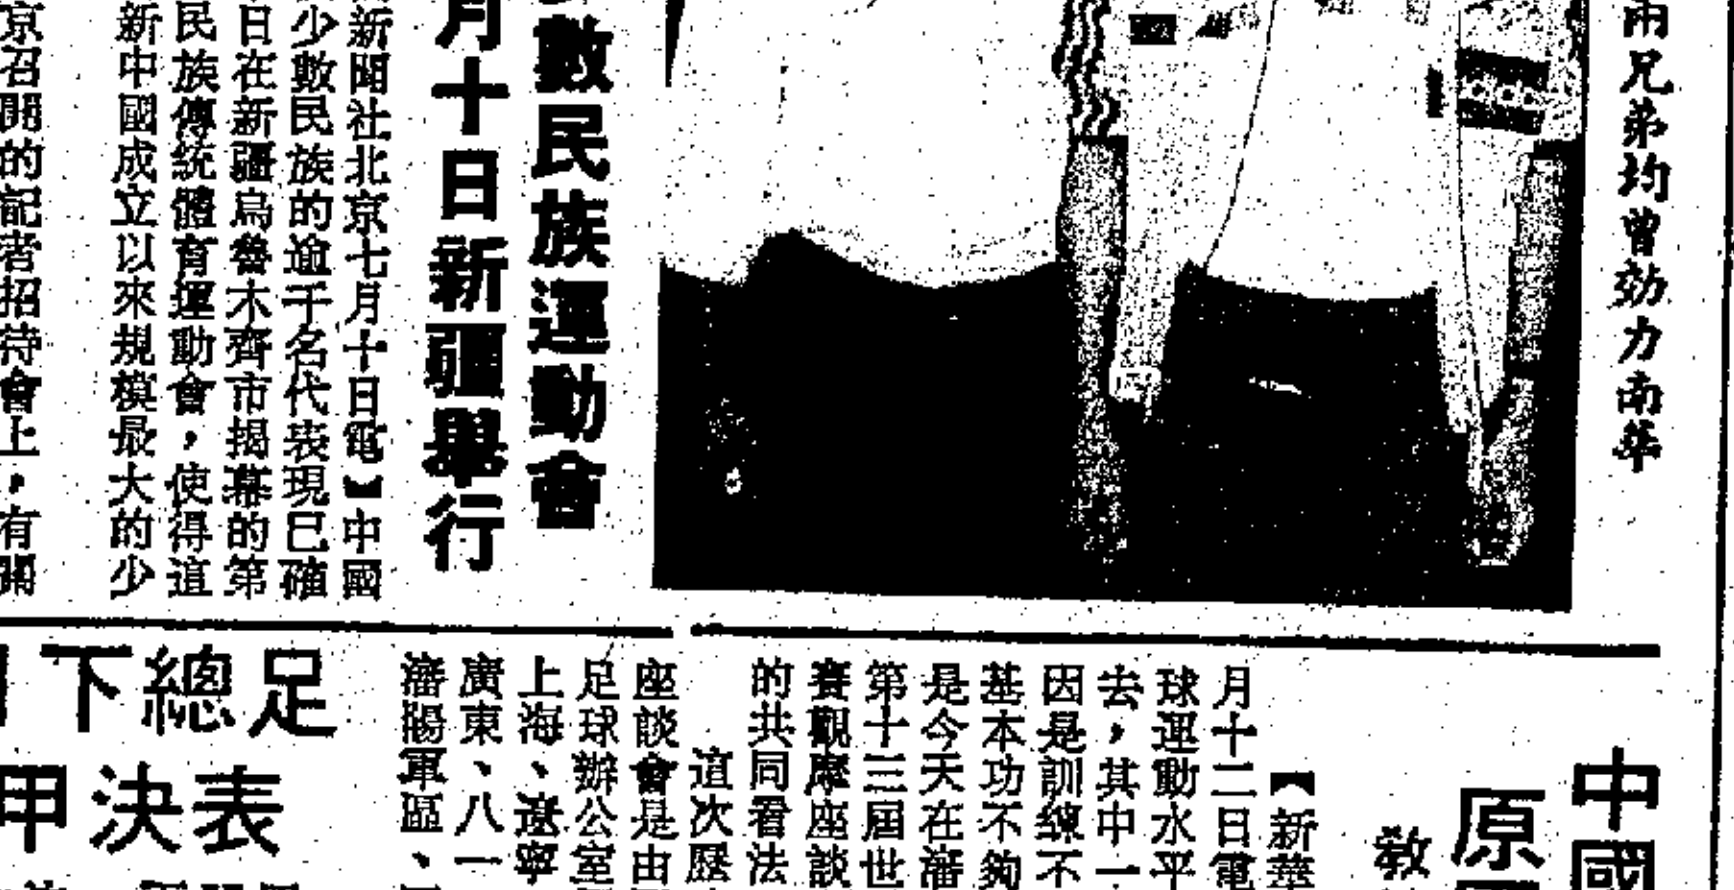 兩兄弟均曾効力南華
數民族運動會
月十日新疆舉行
新聞社北京七月十日電】中國
少數民族的逾千名代表現已確
日在新疆烏魯木齊市揭幕的第
民族傳統體育運動會，使得這
新中國成立以來規模最大的少
京召開的記者招待會上，有關
中國
原
教
【新華
月十二日電
球運動水平
去，其中一
因是訓練不
基本功不夠
是今天在瀋
第十三屆世
賽觀摩座談
的共同看法
這次歷
座談會是由
足球辦公室
上海、遼寧
廣東、八一
瀋陽軍區、
足總下
表決甲